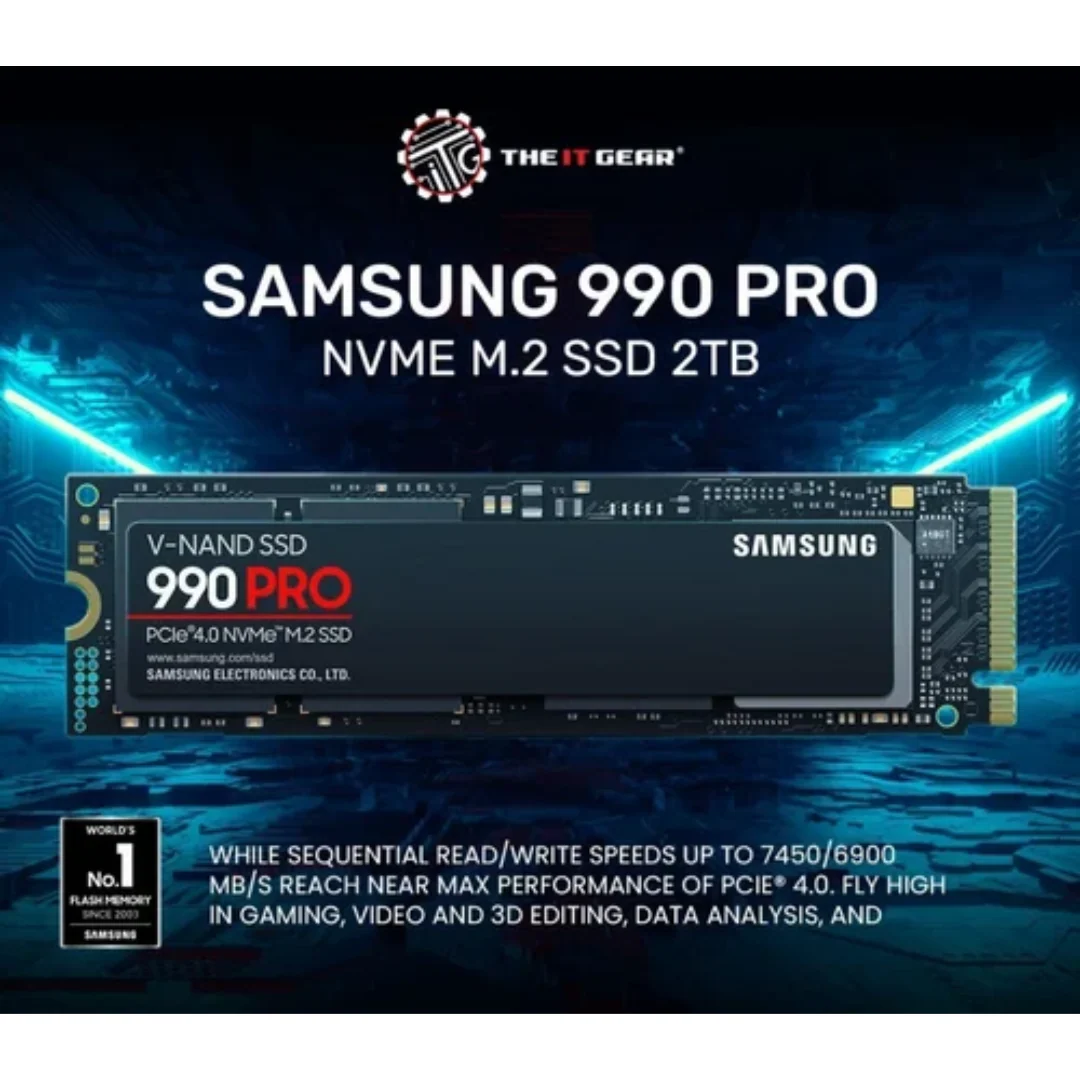 THE IT GEAR®
SAMSUNG 990 PRO
NVME M.2 SSD 2TB
V-NAND SSD
SAMSUNG
990 PRO
PCIe®4.0 NVMe™ M.2 SSD
www.samsung.com/ssd
SAMSUNG ELECTRONICS CO., LTD.
WORLD'S
No.1
FLASH MEMORY
SINCE 2003
SAMSUNG
WHILE SEQUENTIAL READ/WRITE SPEEDS UP TO 7450/6900
MB/S REACH NEAR MAX PERFORMANCE OF PCIE® 4.0. FLY HIGH
IN GAMING, VIDEO AND 3D EDITING, DATA ANALYSIS, AND